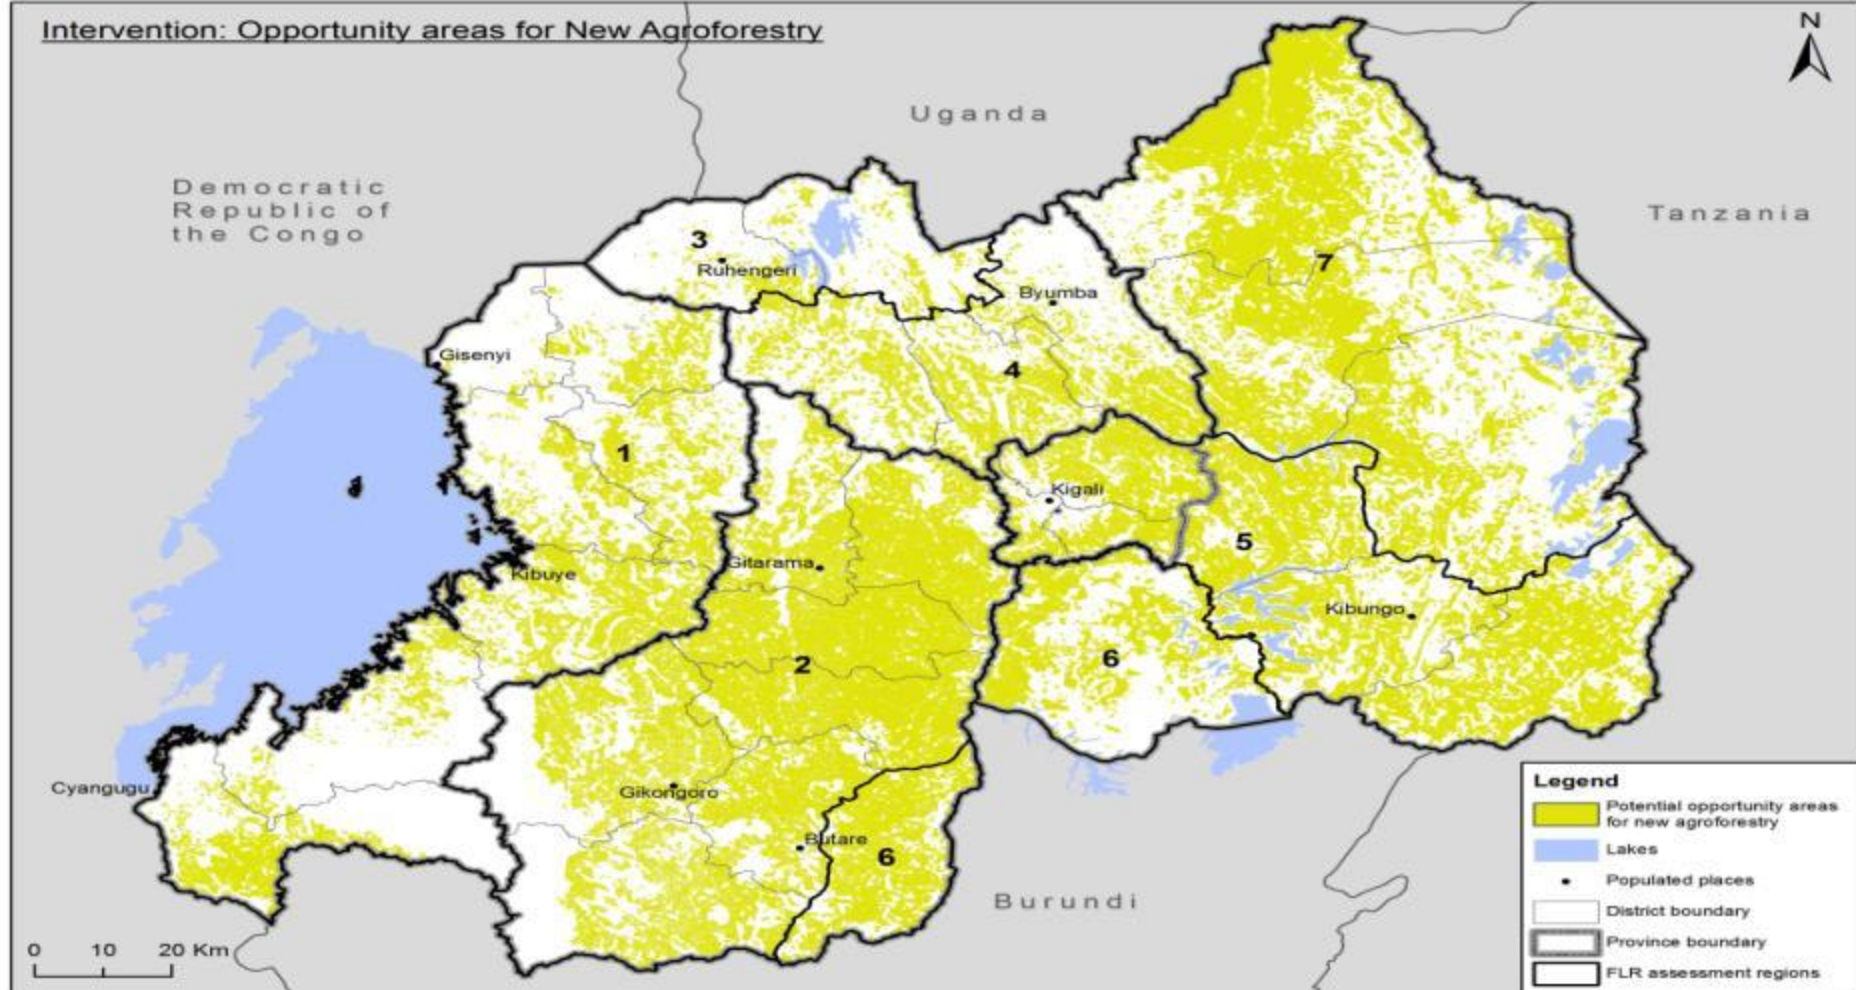 Intervention: Opportunity areas for New Agroforestry
N
Uganda
Democratic
Republic of
the Congo
Tanzania
3
Ruhengeri
7
Byumba
Gisenyi
4
1
Kigali
5
Gitarama
Kibuye
Kibungo
2
6
Cyangugu
Gikongoro
Butare
6
Burundi
0 10 20 Km
Legend
Potential opportunity areas
for new agroforestry
Lakes
Populated places
District boundary
Province boundary
FLR assessment regions